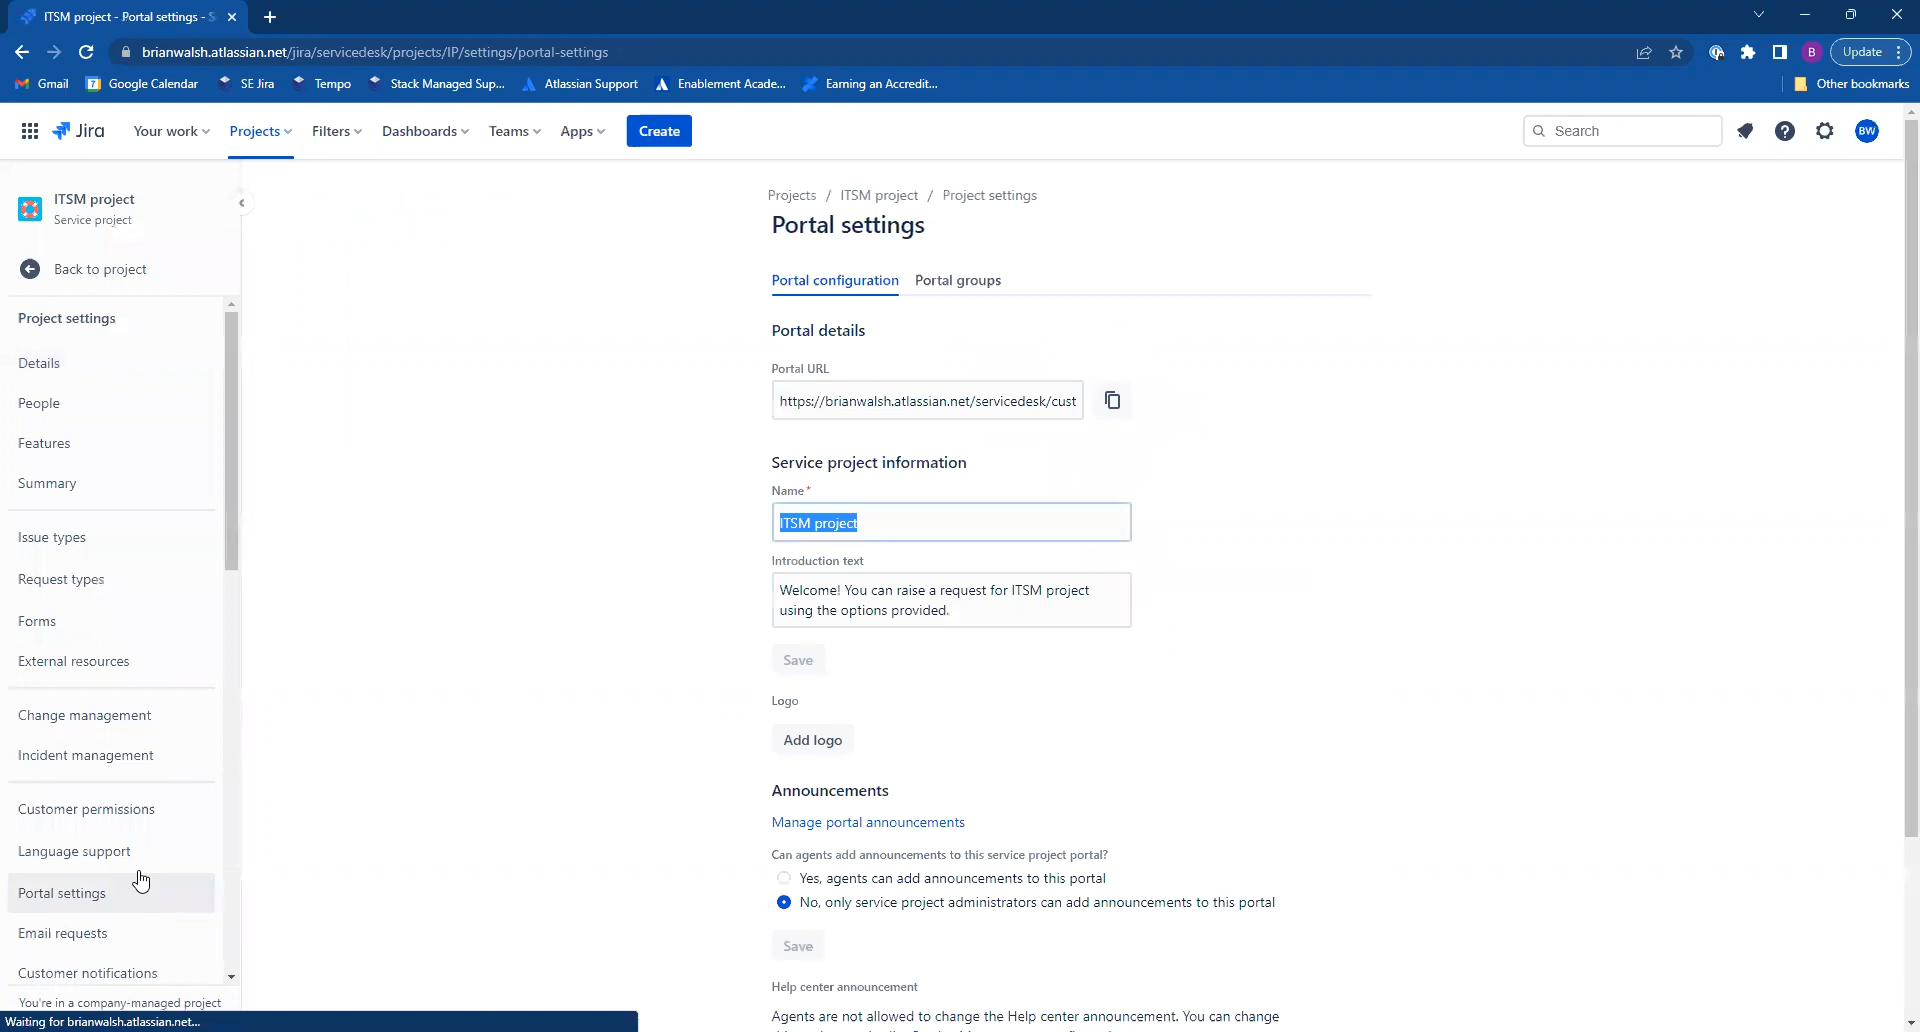 ITSM project - Portal settings - S
brianwalsh.atlassian.net/jira/servicedesk/projects/IP/settings/portal-settings
B
Update
Gmail
7
Google Calendar
SE Jira
Tempo
Stack Managed Sup...
Atlassian Support
Enablement Acade...
Earning an Accredit...
Other bookmarks
Jira
Your work
Projects
Filters
Dashboards
Teams
Apps
Create
Search
BW
ITSM project
Service project
Back to project
Project settings
Details
People
Features
Summary
Issue types
Request types
Forms
External resources
Change management
Incident management
Customer permissions
Language support
Portal settings
Email requests
Customer notifications
You're in a company-managed project
Waiting for brianwalsh.atlassian.net...
Projects / ITSM project / Project settings
Portal settings
Portal configuration
Portal groups
Portal details
Portal URL
https://brianwalsh.atlassian.net/servicedesk/cust
Service project information
Name*
ITSM project
Introduction text
Welcome! You can raise a request for ITSM project
using the options provided.
Save
Logo
Add logo
Announcements
Manage portal announcements
Can agents add announcements to this service project portal?
Yes, agents can add announcements to this portal
No, only service project administrators can add announcements to this portal
Save
Help center announcement
Agents are not allowed to change the Help center announcement. You can change